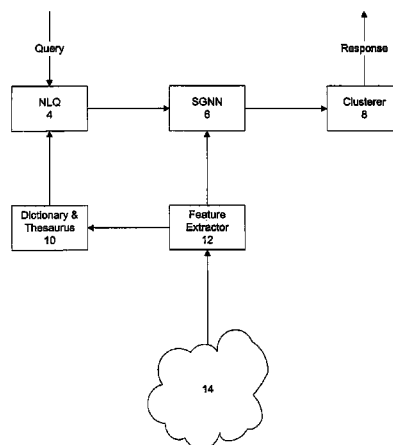 Query
Response
NLQ
4
SGNN
6
Clusterer
8
Dictionary &
Thesaurus
10
Feature
Extractor
12
14